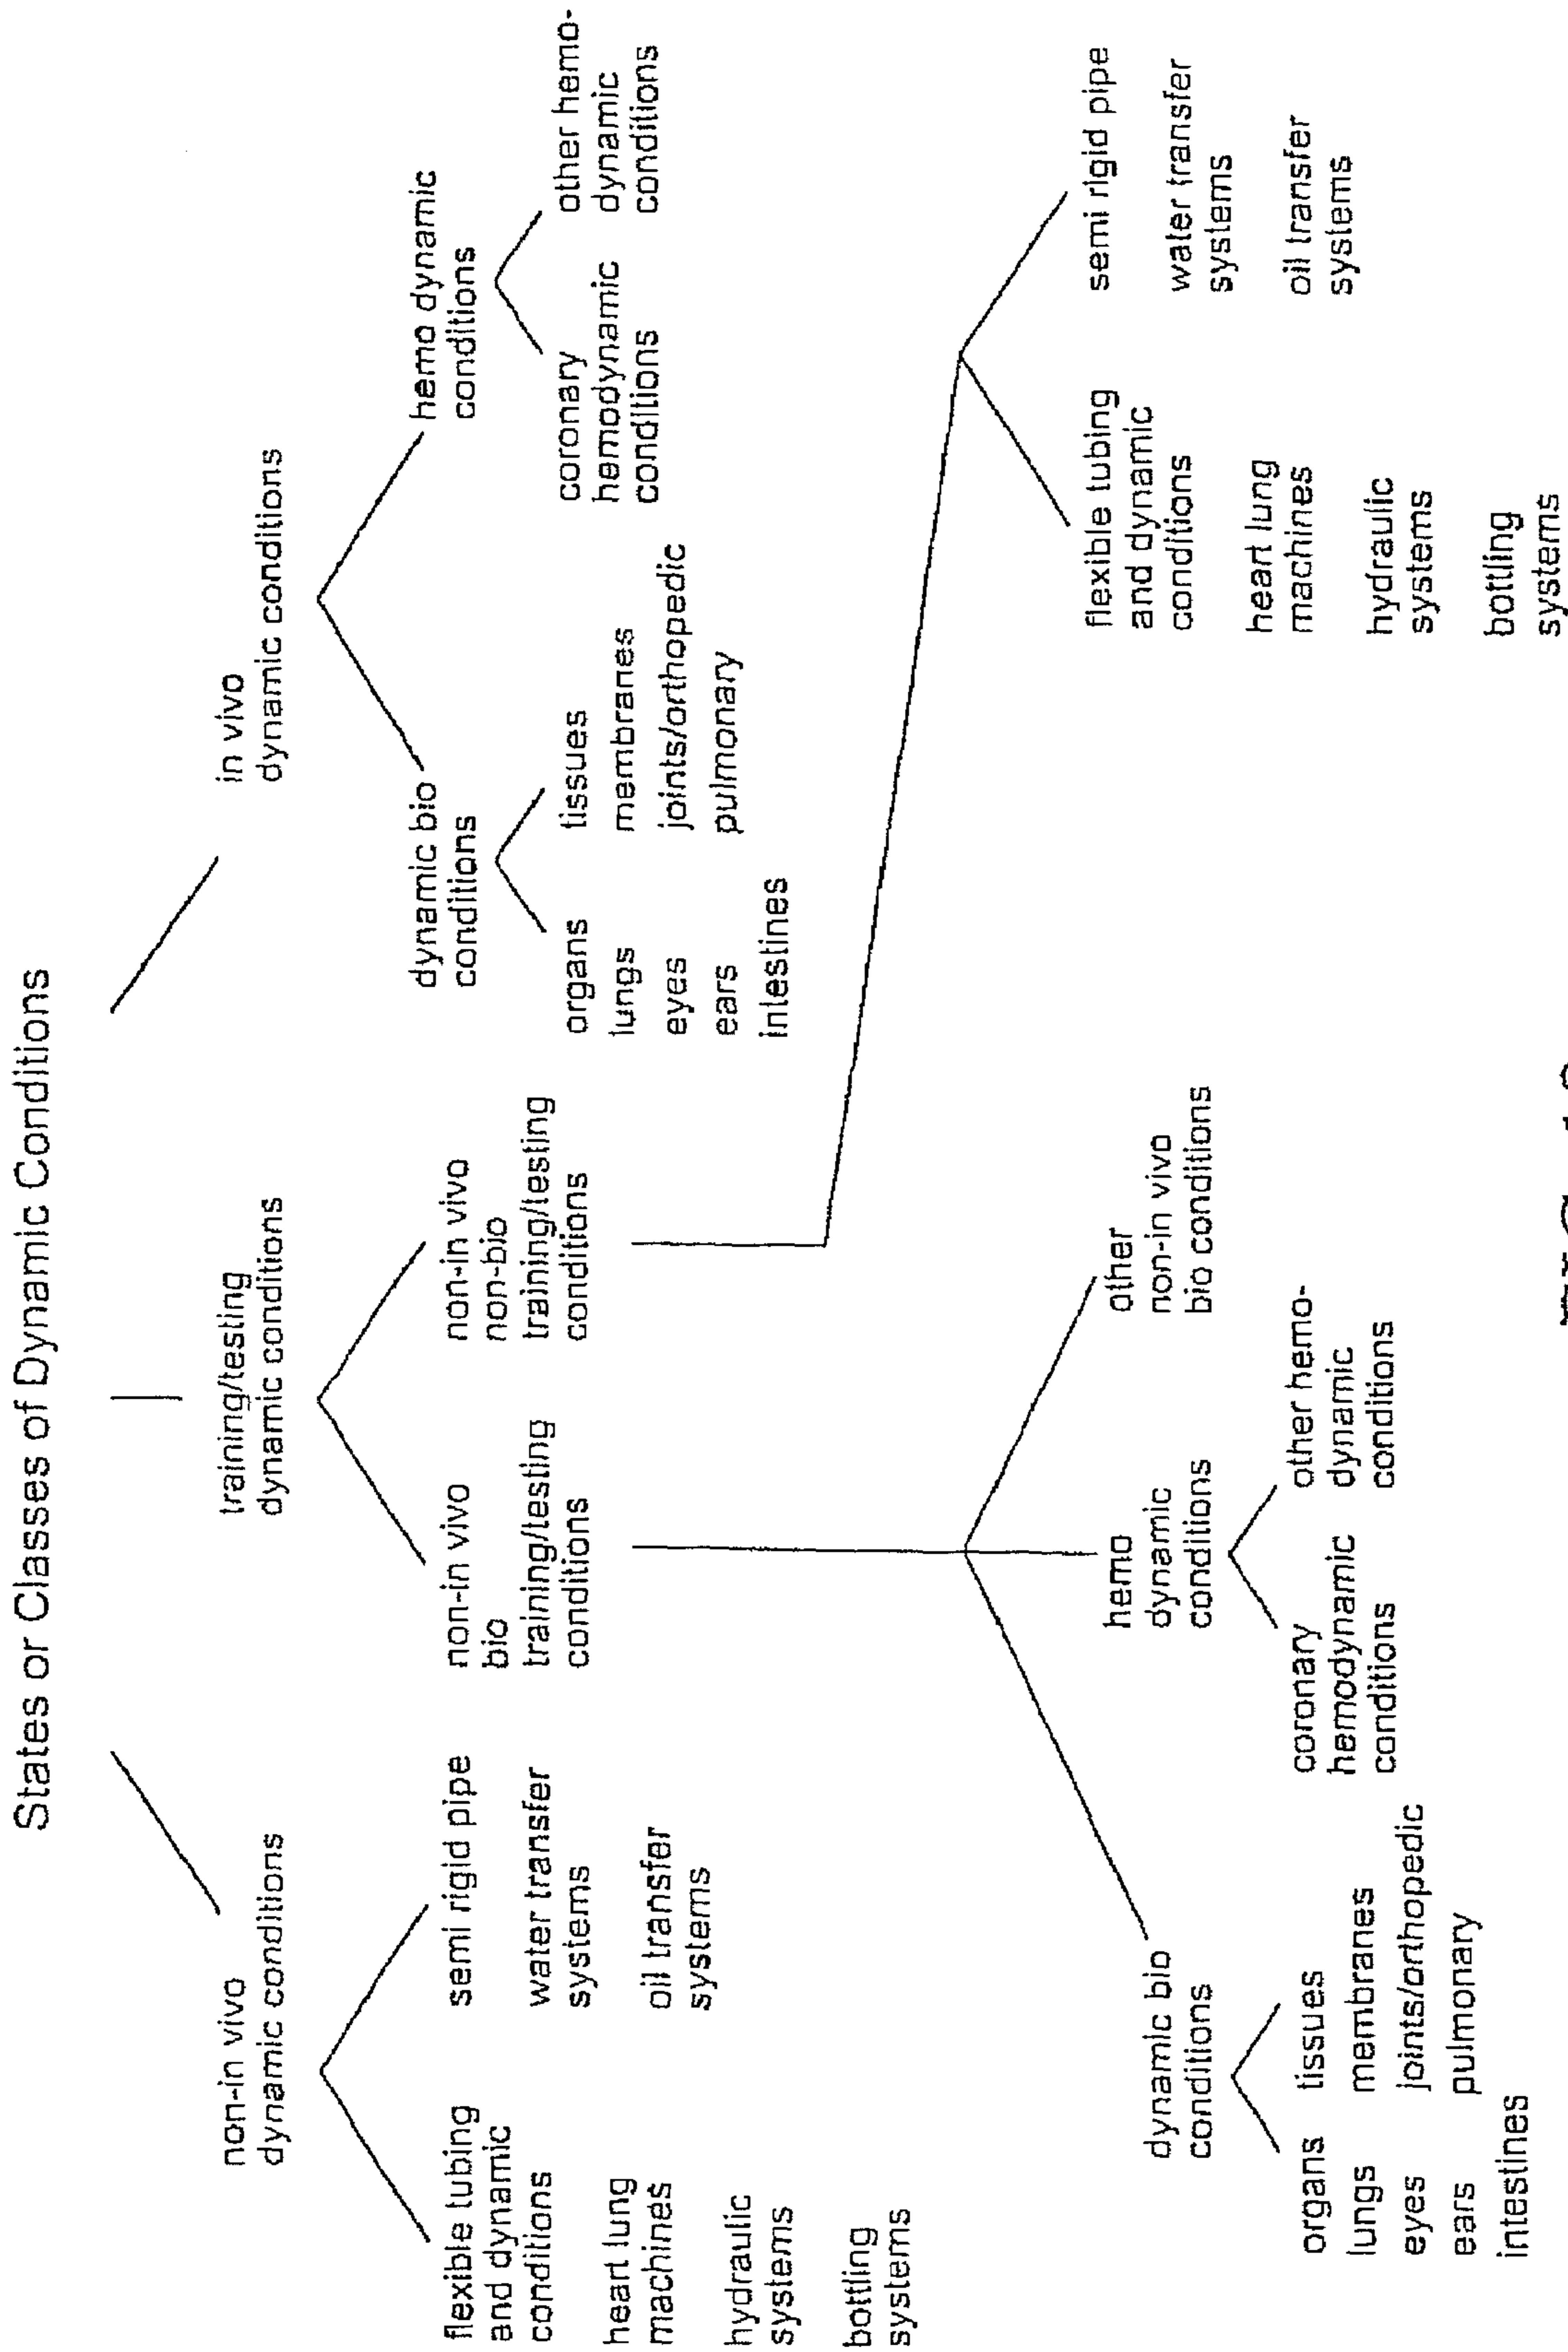 States or Classes of Dynamic Conditions
non-in vivo
dynamic conditions
training/testing
dynamic conditions
in vivo
dynamic conditions
flexible tubing
and dynamic
conditions
heart lung
machines
hydraulic
systems
bottling
systems
semi rigid pipe
water transfer
systems
oil transfer
systems
non-in vivo
bio
training/testing
conditions
non-in vivo
non-bio
training/testing
conditions
dynamic bio
conditions
organs
lungs
eyes
ears
intestines
tissues
membranes
joints/orthopedic
pulmonary
hemo dynamic
conditions
coronary
hemodynamic
conditions
other hemo-
dynamic
conditions
dynamic bio
conditions
organs
lungs
eyes
ears
intestines
tissues
membranes
joints/orthopedic
pulmonary
hemo
dynamic
conditions
coronary
hemodynamic
conditions
other hemo-
dynamic
conditions
other
non-in vivo
bio conditions
flexible tubing
and dynamic
conditions
heart lung
machines
hydraulic
systems
bottling
systems
semi rigid pipe
water transfer
systems
oil transfer
systems